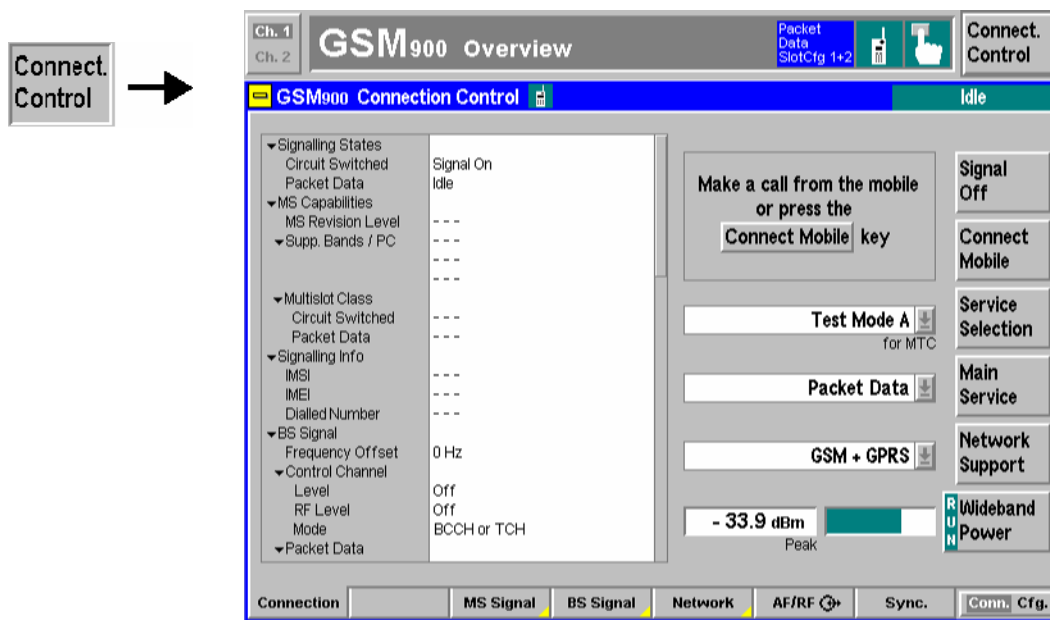 Connect.
Control
Ch. 1
Ch. 2
GSM900 Overview
Packet
Data
SlotCfg 1+2
Connect.
Control
GSM900 Connection Control
Idle
Signalling States
Circuit Switched Signal On
Packet Data Idle
MS Capabilities
MS Revision Level - - -
Supp. Bands / PC - - -
- - -
- - -
Multislot Class
Circuit Switched - - -
Packet Data - - -
Signalling Info
IMSI - - -
IMEI - - -
Dialled Number - - -
BS Signal
Frequency Offset 0 Hz
Control Channel
Level Off
RF Level Off
Mode BCCH or TCH
Packet Data
Make a call from the mobile
or press the
Connect Mobile key
Test Mode A
for MTC
Packet Data
GSM + GPRS
- 33.9 dBm
Peak
Signal
Off
Connect
Mobile
Service
Selection
Main
Service
Network
Support
RUN
Wideband
Power
Connection
MS Signal
BS Signal
Network
AF/RF
Sync.
Conn. Cfg.